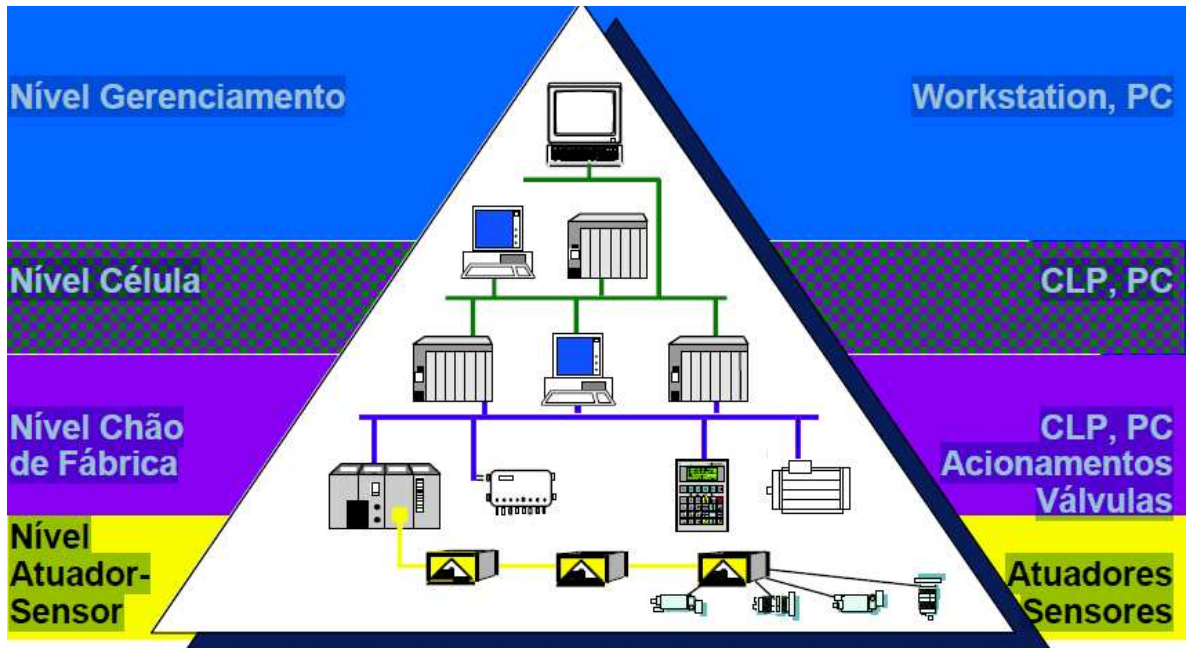 Nível Gerenciamento
Workstation, PC
Nível Célula
CLP, PC
Nível Chão
de Fábrica
CLP, PC
Acionamentos
Válvulas
Nível
Atuador-
Sensor
Atuadores
Sensores